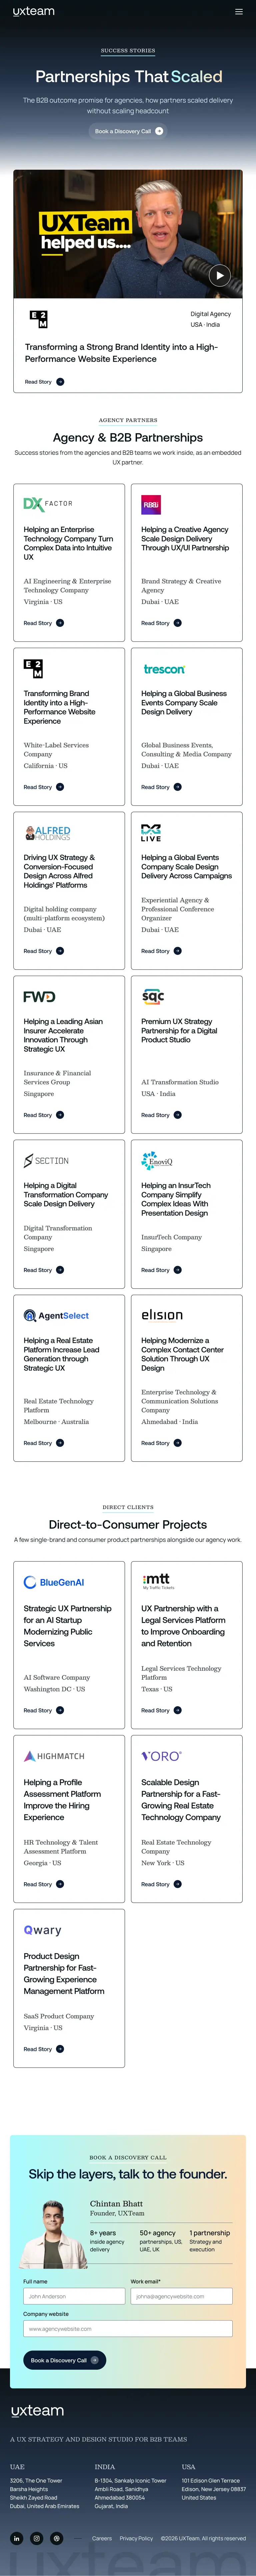 uxteam
SUCCESS STORIES
Partnerships That Scaled
The B2B outcome promise for agencies, how partners scaled delivery
without scaling headcount
Book a Discovery Call
UXTeam
helped us....
E2M
Digital Agency
USA · India
Transforming a Strong Brand Identity into a High-
Performance Website Experience
Read Story
AGENCY PARTNERS
Agency & B2B Partnerships
Success stories from the agencies and B2B teams we work inside, as an embedded
UX partner.
DX FACTOR
Helping an Enterprise
Technology Company Turn
Complex Data into Intuitive
UX
AI Engineering & Enterprise
Technology Company
Virginia · US
Read Story
RBBi
Helping a Creative Agency
Scale Design Delivery
Through UX/UI Partnership
Brand Strategy & Creative
Agency
Dubai · UAE
Read Story
E2M
Transforming Brand
Identity into a High-
Performance Website
Experience
White-Label Services
Company
California · US
Read Story
trescon
Helping a Global Business
Events Company Scale
Design Delivery
Global Business Events,
Consulting & Media Company
Dubai · UAE
Read Story
ALFRED
HOLDINGS
Driving UX Strategy &
Conversion-Focused
Design Across Alfred
Holdings' Platforms
Digital holding company
(multi-platform ecosystem)
Dubai · UAE
Read Story
LIVE
Helping a Global Events
Company Scale Design
Delivery Across Campaigns
Experiential Agency &
Professional Conference
Organizer
Dubai · UAE
Read Story
FWD
Helping a Leading Asian
Insurer Accelerate
Innovation Through
Strategic UX
Insurance & Financial
Services Group
Singapore
Read Story
sqc
Premium UX Strategy
Partnership for a Digital
Product Studio
AI Transformation Studio
USA · India
Read Story
SECTION
Helping a Digital
Transformation Company
Scale Design Delivery
Digital Transformation
Company
Singapore
Read Story
EnoviQ
Helping an InsurTech
Company Simplify
Complex Ideas With
Presentation Design
InsurTech Company
Singapore
Read Story
AgentSelect
Helping a Real Estate
Platform Increase Lead
Generation through
Strategic UX
Real Estate Technology
Platform
Melbourne · Australia
Read Story
elision
Helping Modernize a
Complex Contact Center
Solution Through UX
Design
Enterprise Technology &
Communication Solutions
Company
Ahmedabad · India
Read Story
DIRECT CLIENTS
Direct-to-Consumer Projects
A few single-brand and consumer product partnerships alongside our agency work.
BlueGenAI
Strategic UX Partnership
for an AI Startup
Modernizing Public
Services
AI Software Company
Washington DC · US
Read Story
mtt
My Traffic Tickets
UX Partnership with a
Legal Services Platform
to Improve Onboarding
and Retention
Legal Services Technology
Platform
Texas · US
Read Story
HIGHMATCH
Helping a Profile
Assessment Platform
Improve the Hiring
Experience
HR Technology & Talent
Assessment Platform
Georgia · US
Read Story
VORO
Scalable Design
Partnership for a Fast-
Growing Real Estate
Technology Company
Real Estate Technology
Company
New York · US
Read Story
Qwary
Product Design
Partnership for Fast-
Growing Experience
Management Platform
SaaS Product Company
Virginia · US
Read Story
BOOK A DISCOVERY CALL
Skip the layers, talk to the founder.
Chintan Bhatt
Founder, UXTeam
8+ years
inside agency
delivery
50+ agency
partnerships, US,
UAE, UK
1 partnership
Strategy and
execution
Full name
John Anderson
Work email*
johna@agencywebsite.com
Company website
www.agencywebsite.com
Book a Discovery Call
uxteam
A UX STRATEGY AND DESIGN STUDIO FOR B2B TEAMS
UAE
3206, The One Tower
Barsha Heights
Sheikh Zayed Road
Dubai, United Arab Emirates
INDIA
B-1304, Sankalp Iconic Tower
Ambli Road, Sanidhya
Ahmedabad 380054
Gujarat, India
USA
101 Edison Glen Terrace
Edison, New Jersey 08837
United States
in
Careers
Privacy Policy
©2026 UXTeam. All rights reserved
uxteam